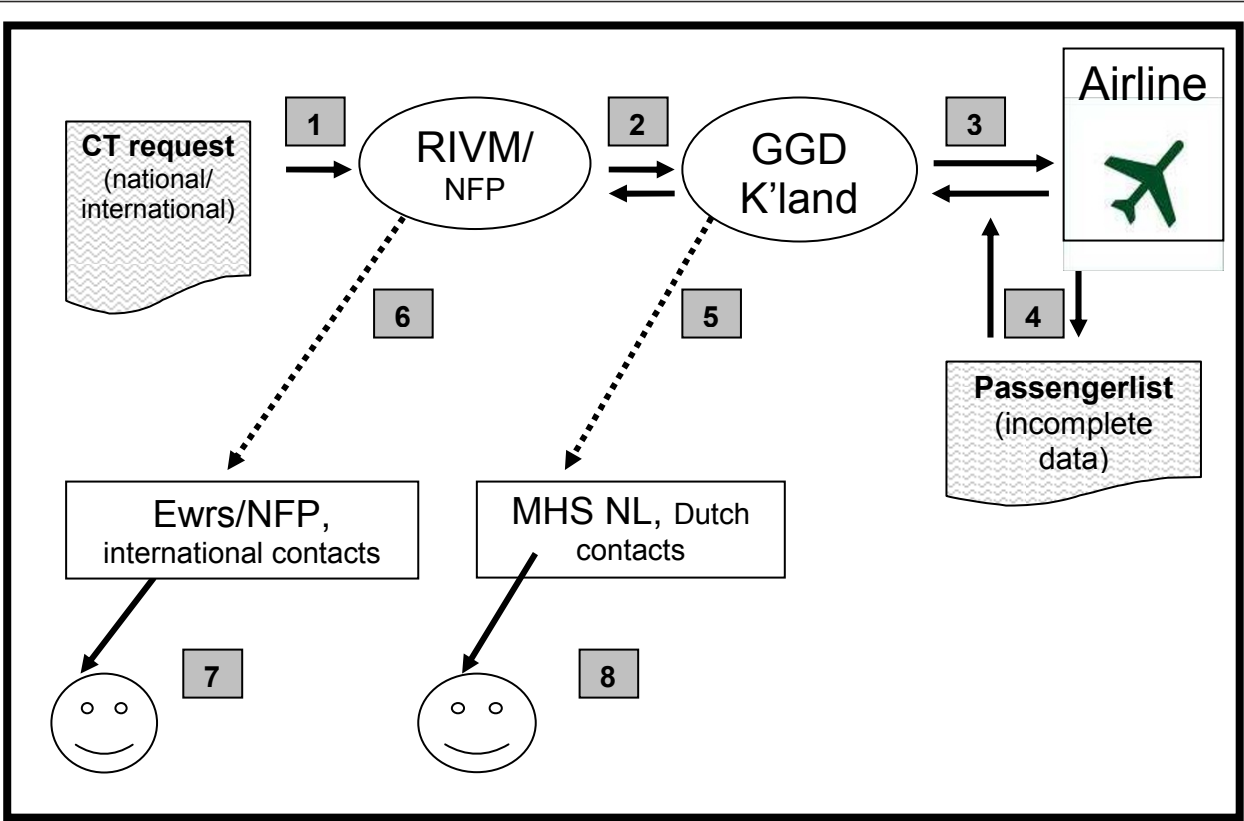 CT request
(national/
international)
1
RIVM/
NFP
2
GGD
K’land
3
Airline
6
5
4
Passengerlist
(incomplete
data)
Ewrs/NFP,
international contacts
MHS NL, Dutch
contacts
7
8